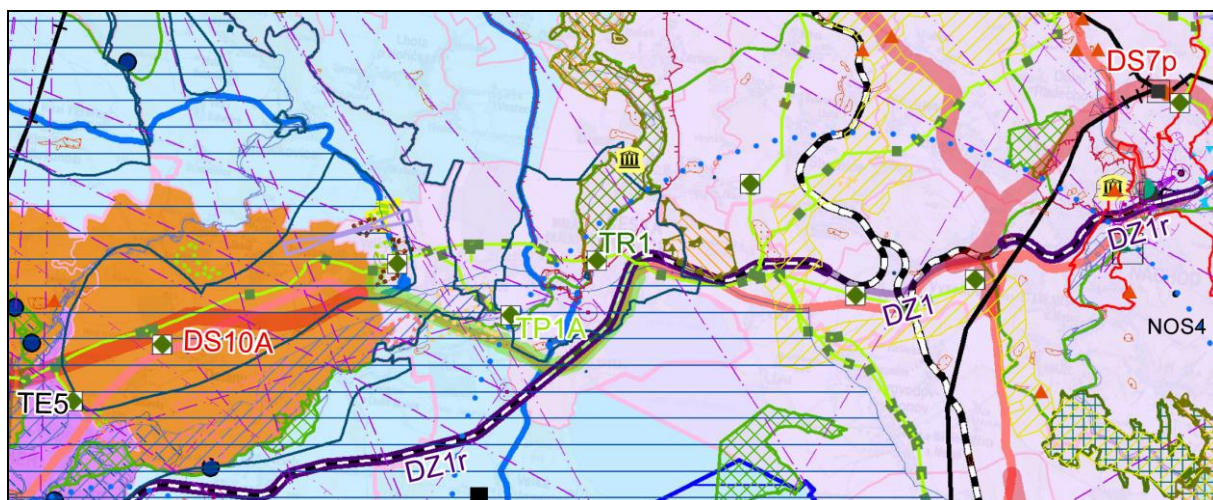 DS7p
DZ1r
TR1
DZ1
TP1A
NOS4
DS10A
TE5
DZ1r